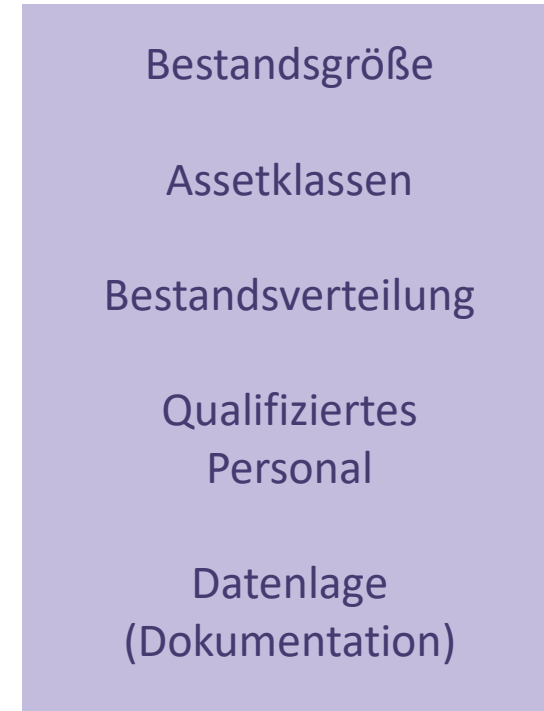 Bestandsgröße
Assetklassen
Bestandsverteilung
Qualifiziertes
Personal
Datenlage
(Dokumentation)